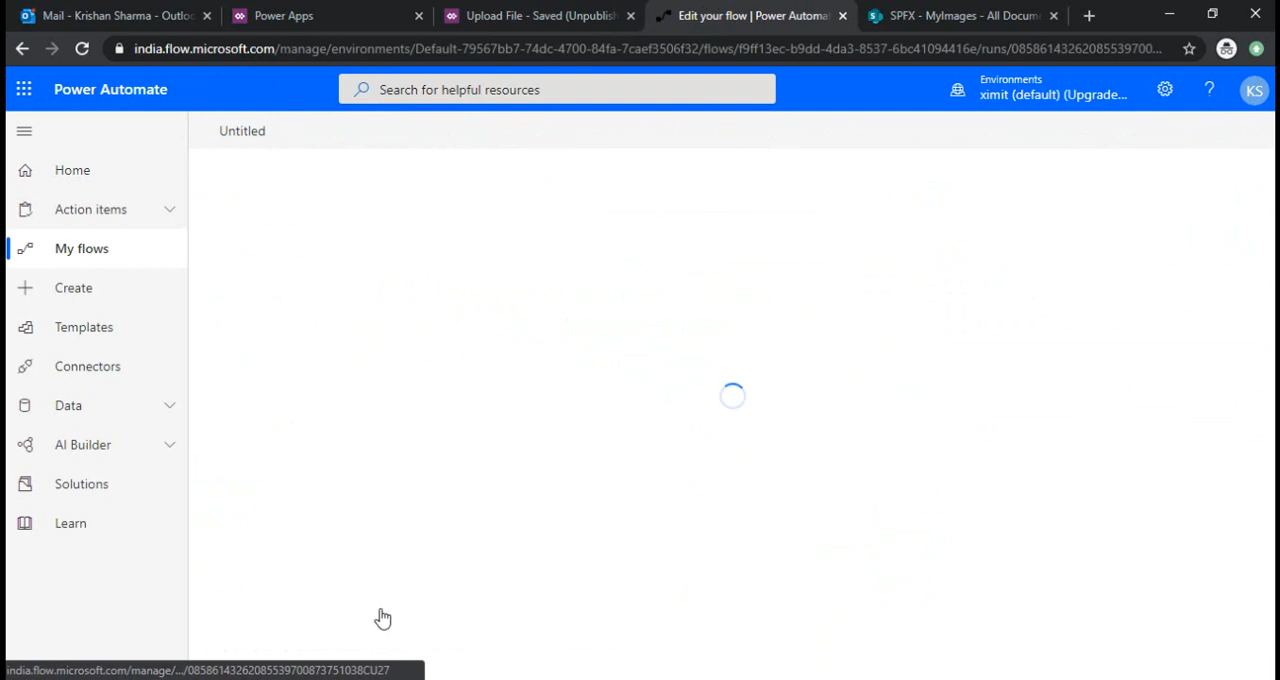 Mail - Krishan Sharma - Outloo
Power Apps
Upload File - Saved (Unpublish
Edit your flow | Power Automa
SPFX - MyImages - All Docum
india.flow.microsoft.com/manage/environments/Default-79567bb7-74dc-4700-84fa-7caef3506f32/flows/f9ff13ec-b9dd-4da3-8537-6bc41094416e/runs/08586143262085539700...
Power Automate
Search for helpful resources
Environments
ximit (default) (Upgrade...
?
KS
Untitled
Home
Action items
My flows
Create
Templates
Connectors
Data
AI Builder
Solutions
Learn
india.flow.microsoft.com/manage/.../08586143262085539700873751038CU27